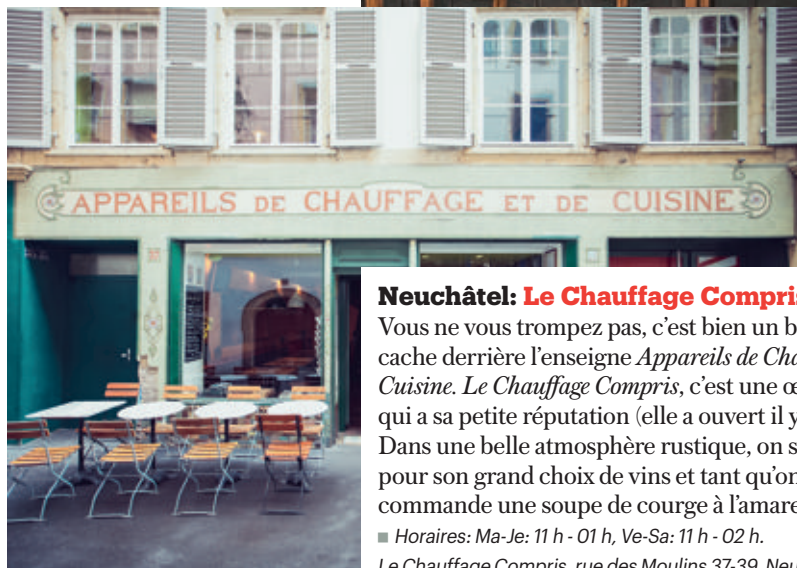 APPAREILS DE CHAUFFAGE ET DE CUISINE
Neuchâtel: Le Chauffage Compris
Vous ne vous trompez pas, c’est bien un
cache derrière l’enseigne Appareils de
Cuisine. Le Chauffage Compris, c’est une
qui a sa petite réputation (elle a ouvert il y
Dans une belle atmosphère rustique, on
pour son grand choix de vins et tant qu’on
commande une soupe de courge à
■ Horaires: Ma-Je: 11 h - 01 h, Ve-Sa: 11 h - 02 h.
Le Chauffage Compris, rue des Moulins 37-39,